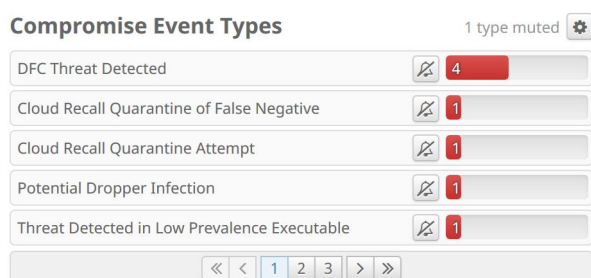 Compromise Event Types 1 type muted
DFC Threat Detected 4
Cloud Recall Quarantine of False Negative 1
Cloud Recall Quarantine Attempt 1
Potential Dropper Infection 1
Threat Detected in Low Prevalence Executable 1
« < 1 2 3 > »